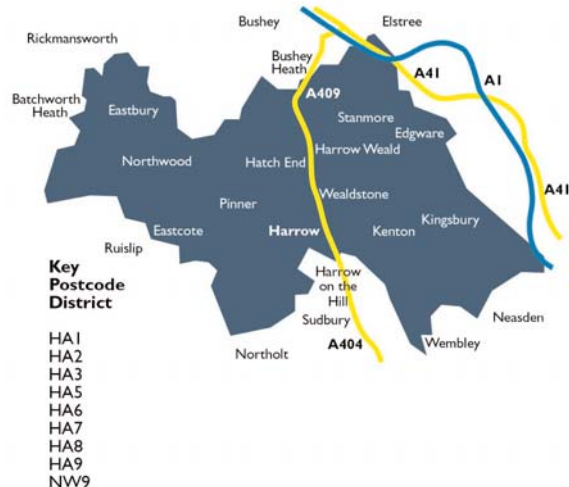 Bushey
Elstree
Rickmansworth
Bushey
Heath
A41
A1
Batchworth
Heath
Eastbury
A409
Stanmore
Edgware
Northwood
Hatch End
Harrow Weald
A41
Wealdstone
Pinner
Kingsbury
Eastcote
Harrow
Kenton
Ruislip
Harrow
on the
Hill
Sudbury
Neasden
Northolt
A404
Wembley
Key
Postcode
District
HA1
HA2
HA3
HA5
HA6
HA7
HA8
HA9
NW9